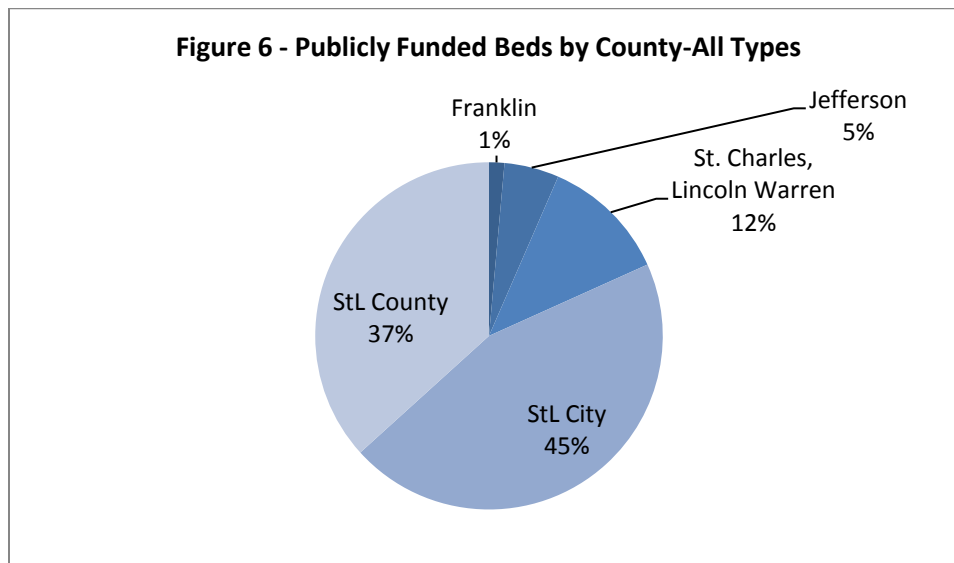 Figure 6 - Publicly Funded Beds by County-All Types
Franklin
1%
Jefferson
5%
St. Charles,
Lincoln Warren
12%
StL County
37%
StL City
45%